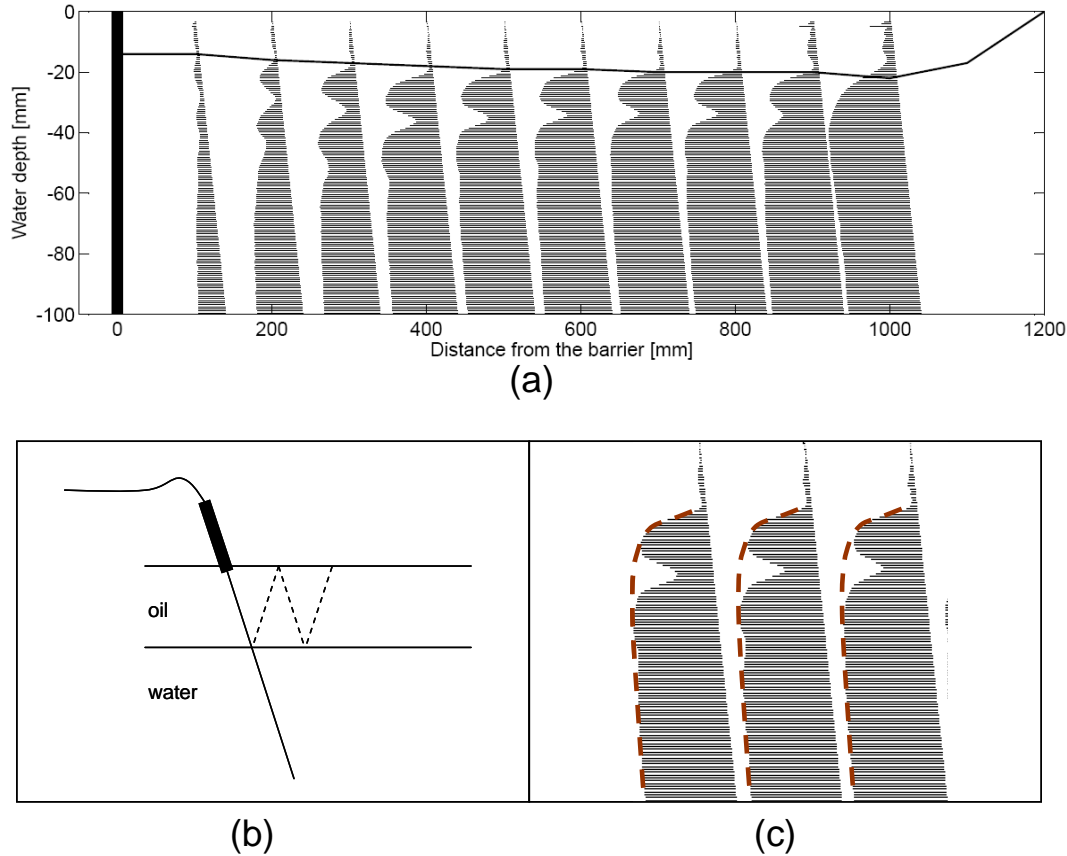 0
-20
-40
-60
-80
-100
Water depth [mm]
0 200 400 600 800 1000 1200
Distance from the barrier [mm]
(a)
oil
water
(b)
(c)